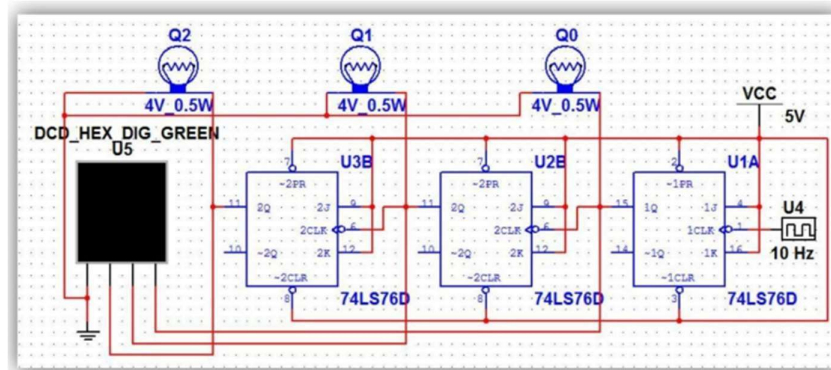 Q2 Q1 Q0
4V_0.5W 4V_0.5W 4V_0.5W
VCC
5V
DCD_HEX_DIG_GREEN
U5
7 U3B 7 U2B 2 U1A
~2PR ~2PR ~1PR
U4
11 2Q 2J 9 11 2Q 2J 9 15 1Q 1J 4
2CLK 6 2CLK 6 1CLK 1
10 ~2Q 2K 12 10 ~2Q 2K 12 14 ~1Q 1K 16
10 Hz
~2CLR ~2CLR ~1CLR
8 74LS76D 8 74LS76D 3 74LS76D